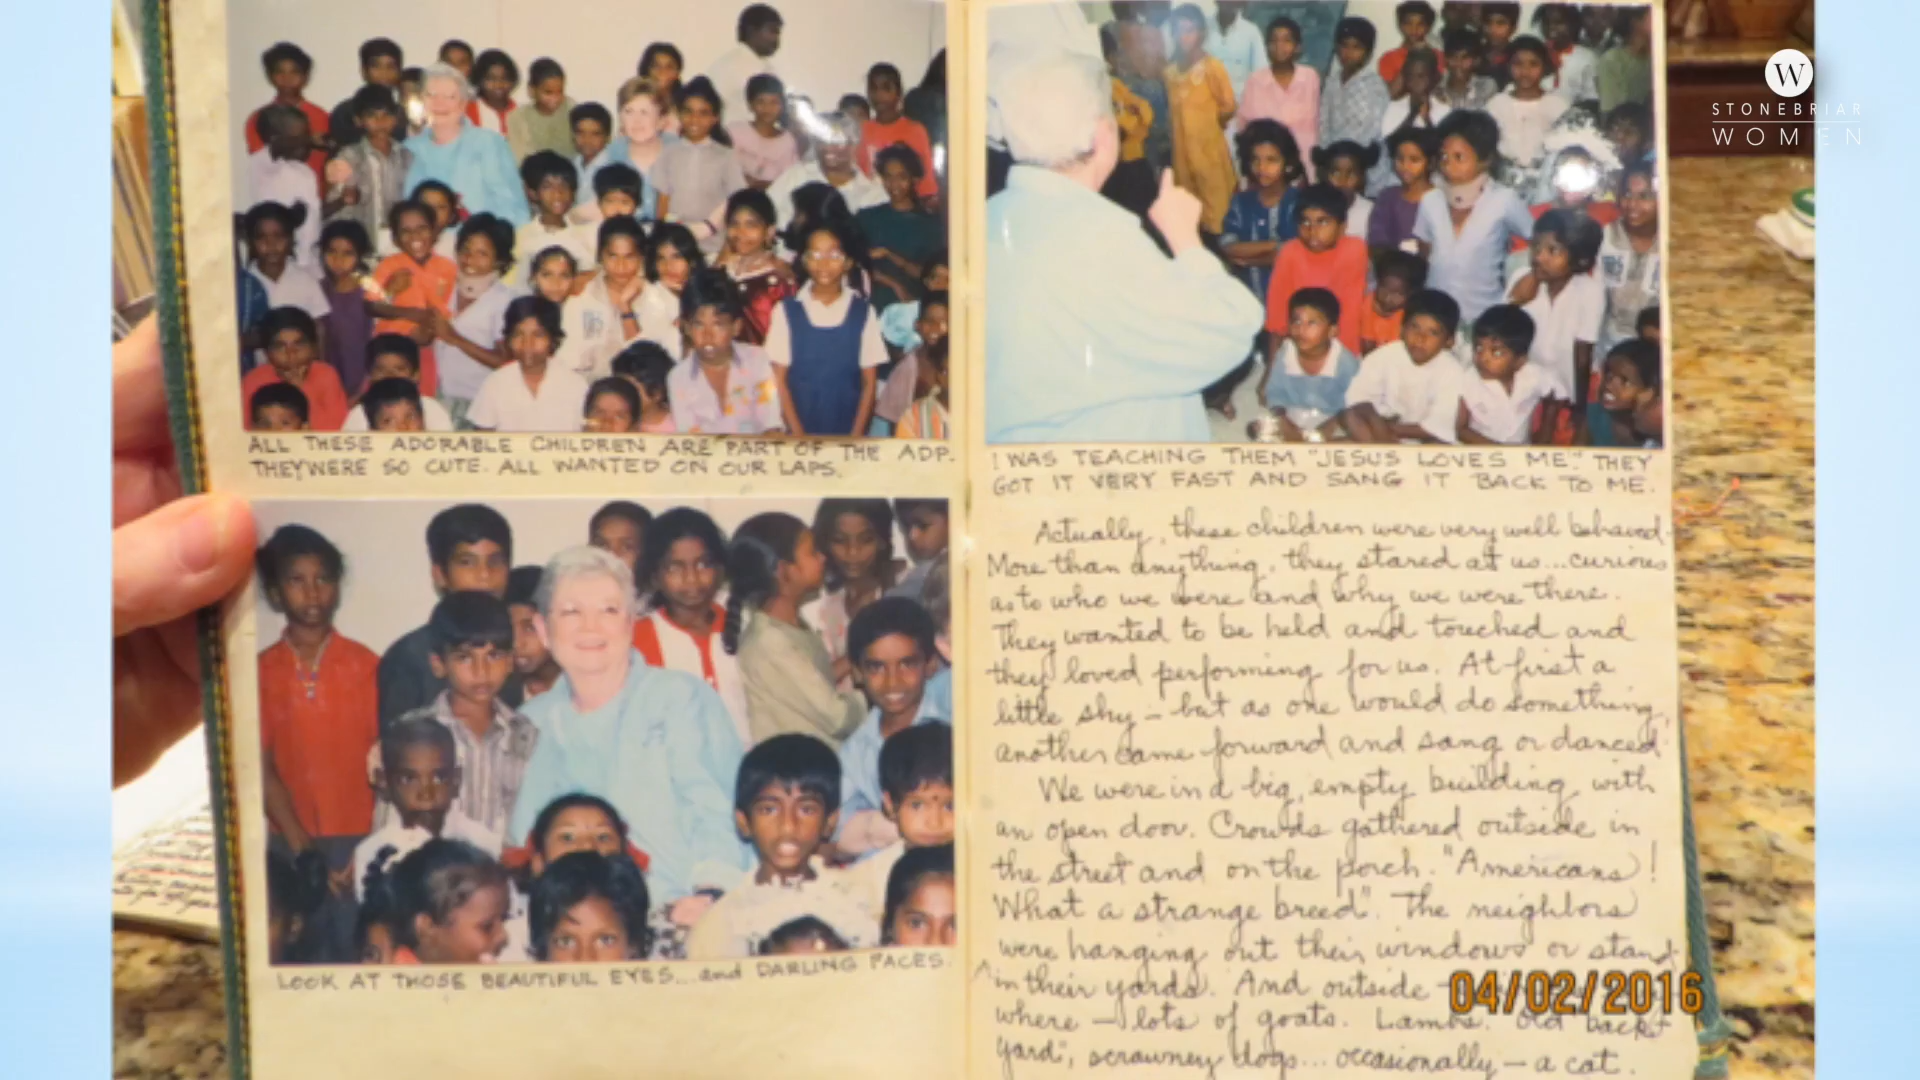 W
STONEBRIAR
WOMEN
ALL THESE ADORABLE CHILDREN ARE PART OF THE ADP.
THEY WERE SO CUTE. ALL WANTED ON OUR LAPS.
LOOK AT THOSE BEAUTIFUL EYES...and DARLING FACES.
I WAS TEACHING THEM "JESUS LOVES ME." THEY
GOT IT VERY FAST AND SANG IT BACK TO ME.
Actually, these children were very well behaved.
More than anything, they stared at us...curious
as to who we were and why we were there.
They wanted to be held and touched and
they loved performing for us. At first a
little shy - but as one would do something,
another came forward and sang or danced.
We were in a big, empty building, with
an open door. Crowds gathered outside in
the street and on the porch. "Americans!
What a strange breed". The neighbors
were hanging out their windows or stand
in their yards. And outside
where - lots of goats. Lambs. Old back
yard, scrawney dogs... occasionally - a cat.
04/02/2016